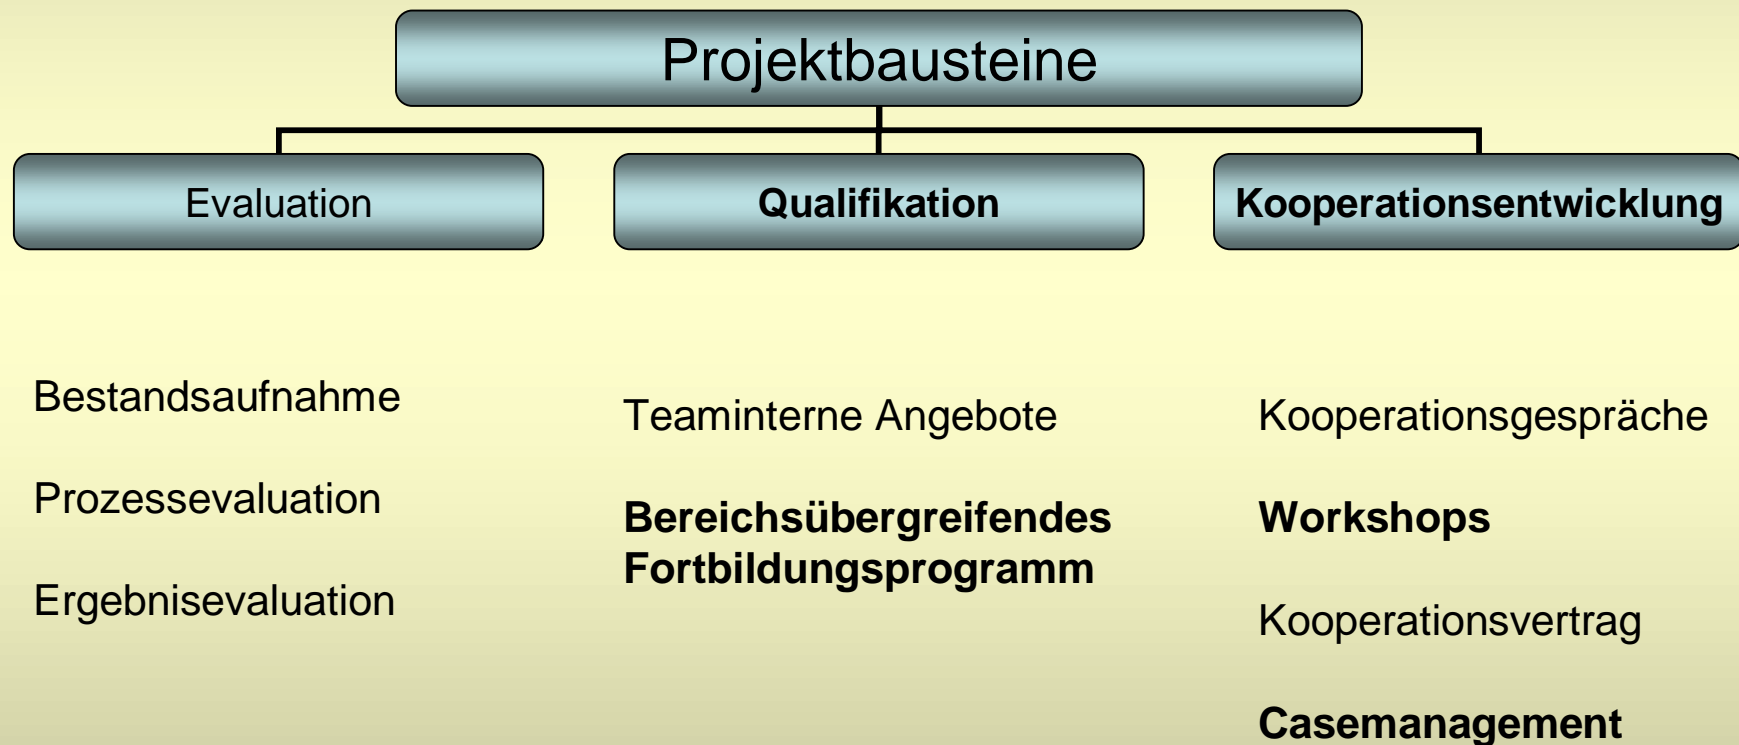 Projektbausteine
Evaluation
Qualifikation
Kooperationsentwicklung
Bestandsaufnahme
Prozessevaluation
Ergebnisevaluation
Teaminterne Angebote
Bereichsübergreifendes
Fortbildungsprogramm
Kooperationsgespräche
Workshops
Kooperationsvertrag
Casemanagement